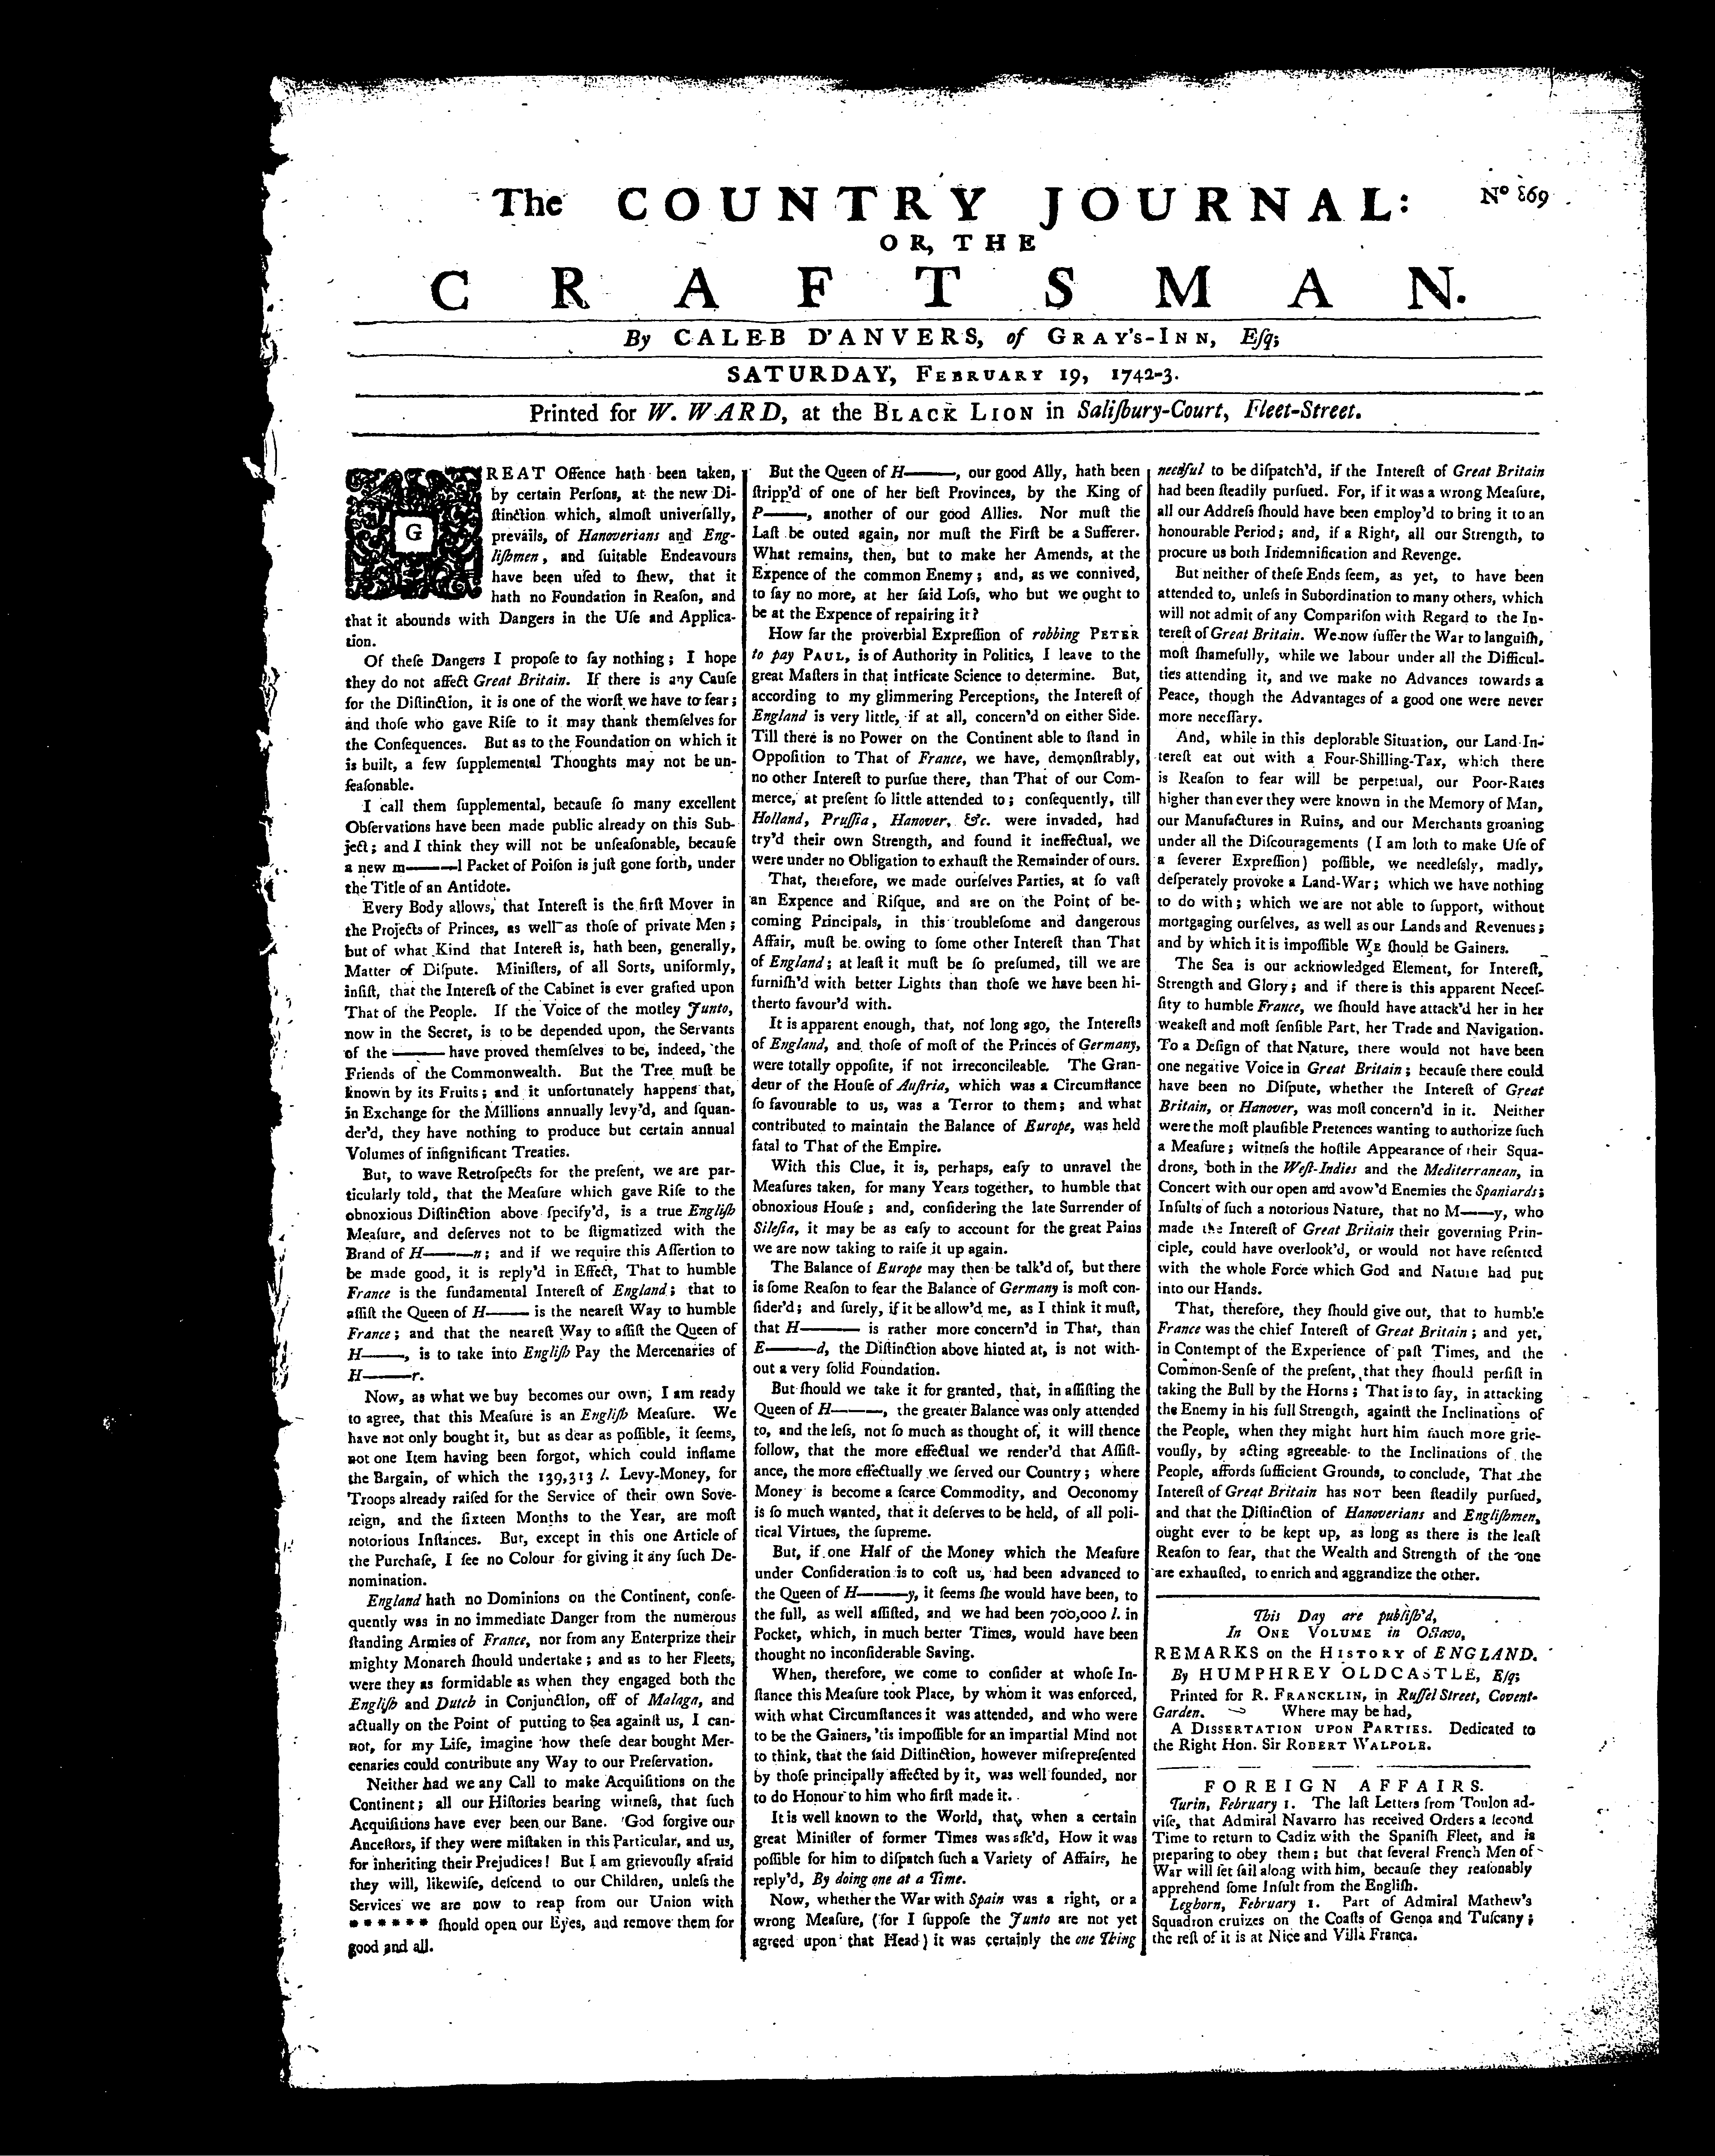 The COUNTRY JOURNAL: Nº 869
OR, THE
CRAFTSMAN.
By CALEB D'ANVERS, of GRAY's-INN, Eſq;
SATURDAY, FEBRUARY 19, 1742-3.
Printed for W. WARD, at the BLACK LION in Saliſbury-Court, Fleet-Street.
GREAT Offence hath been taken,
by certain Perſons, at the new Di-
ſtinction which, almoſt univerſally,
prevails, of Hanoverians and Eng-
liſhmen, and ſuitable Endeavours
have been uſed to ſhew, that it
hath no Foundation in Reaſon, and
that it abounds with Dangers in the Uſe and Applica-
tion.
Of theſe Dangers I propoſe to ſay nothing; I hope
they do not affect Great Britain. If there is any Cauſe
for the Diſtinction, it is one of the worſt we have to fear;
and thoſe who gave Riſe to it may thank themſelves for
the Conſequences. But as to the Foundation on which it
is built, a few ſupplemental Thoughts may not be un-
ſeaſonable.
I call them ſupplemental, becauſe ſo many excellent
Obſervations have been made public already on this Sub-
ject; and I think they will not be unſeaſonable, becauſe
a new m———l Packet of Poiſon is juſt gone forth, under
the Title of an Antidote.
Every Body allows, that Intereſt is the firſt Mover in
the Projects of Princes, as well as thoſe of private Men;
but of what Kind that Intereſt is, hath been, generally,
Matter of Diſpute. Miniſters, of all Sorts, uniformly,
inſiſt, that the Intereſt of the Cabinet is ever grafted upon
That of the People. If the Voice of the motley Junto,
now in the Secret, is to be depended upon, the Servants
of the ——— have proved themſelves to be, indeed, the
Friends of the Commonwealth. But the Tree muſt be
known by its Fruits; and it unfortunately happens that,
in Exchange for the Millions annually levy'd, and ſquan-
der'd, they have nothing to produce but certain annual
Volumes of inſignificant Treaties.
But, to wave Retroſpects for the preſent, we are par-
ticularly told, that the Meaſure which gave Riſe to the
obnoxious Diſtinction above ſpecify'd, is a true Engliſh
Meaſure, and deſerves not to be ſtigmatized with the
Brand of H———n; and if we require this Aſſertion to
be made good, it is reply'd in Effect, That to humble
France is the fundamental Intereſt of England; that to
aſſiſt the Queen of H——— is the neareſt Way to humble
France; and that the neareſt Way to aſſiſt the Queen of
H———, is to take into Engliſh Pay the Mercenaries of
H———r.
Now, as what we buy becomes our own, I am ready
to agree, that this Meaſure is an Engliſh Meaſure. We
have not only bought it, but as dear as poſſible, it ſeems,
not one Item having been forgot, which could inflame
the Bargain, of which the 139,313 l. Levy-Money, for
Troops already raiſed for the Service of their own Sove-
reign, and the ſixteen Months to the Year, are moſt
notorious Inſtances. But, except in this one Article of
the Purchaſe, I ſee no Colour for giving it any ſuch De-
nomination.
England hath no Dominions on the Continent, conſe-
quently was in no immediate Danger from the numerous
ſtanding Armies of France, nor from any Enterprize their
mighty Monarch ſhould undertake; and as to her Fleets,
were they as formidable as when they engaged both the
Engliſh and Dutch in Conjunction, off of Malaga, and
actually on the Point of putting to Sea againſt us, I can-
not, for my Life, imagine how theſe dear bought Mer-
cenaries could contribute any Way to our Preſervation.
Neither had we any Call to make Acquiſitions on the
Continent; all our Hiſtories bearing witneſs, that ſuch
Acquiſitions have ever been our Bane. God forgive our
Anceſtors, if they were miſtaken in this Particular, and us,
for inheriting their Prejudices! But I am grievouſly afraid
they will, likewiſe, deſcend to our Children, unleſs the
Services we are now to reap from our Union with
****** ſhould open our Eyes, and remove them for
good and all.
But the Queen of H———, our good Ally, hath been
ſtripp'd of one of her beſt Provinces, by the King of
P———, another of our good Allies. Nor muſt the
Laſt be outed again, nor muſt the Firſt be a Sufferer.
What remains, then, but to make her Amends, at the
Expence of the common Enemy; and, as we connived,
to ſay no more, at her ſaid Loſs, who but we ought to
be at the Expence of repairing it?
How far the proverbial Expreſſion of robbing PETER
to pay PAUL, is of Authority in Politics, I leave to the
great Maſters in that intricate Science to determine. But,
according to my glimmering Perceptions, the Intereſt of
England is very little, if at all, concern'd on either Side.
Till there is no Power on the Continent able to ſtand in
Oppoſition to That of France, we have, demonſtrably,
no other Intereſt to purſue there, than That of our Com-
merce, at preſent ſo little attended to; conſequently, till
Holland, Pruſſia, Hanover, &c. were invaded, had
try'd their own Strength, and found it ineffectual, we
were under no Obligation to exhauſt the Remainder of ours.
That, therefore, we made ourſelves Parties, at ſo vaſt
an Expence and Riſque, and are on the Point of be-
coming Principals, in this troubleſome and dangerous
Affair, muſt be owing to ſome other Intereſt than That
of England; at leaſt it muſt be ſo preſumed, till we are
furniſh'd with better Lights than thoſe we have been hi-
therto favour'd with.
It is apparent enough, that, not long ago, the Intereſts
of England, and thoſe of moſt of the Princes of Germany,
were totally oppoſite, if not irreconcileable. The Gran-
deur of the Houſe of Auſtria, which was a Circumſtance
ſo favourable to us, was a Terror to them; and what
contributed to maintain the Balance of Europe, was held
fatal to That of the Empire.
With this Clue, it is, perhaps, eaſy to unravel the
Meaſures taken, for many Years together, to humble that
obnoxious Houſe; and, conſidering the late Surrender of
Sileſia, it may be as eaſy to account for the great Pains
we are now taking to raiſe it up again.
The Balance of Europe may then be talk'd of, but there
is ſome Reaſon to fear the Balance of Germany is moſt con-
ſider'd; and ſurely, if it be allow'd me, as I think it muſt,
that H——— is rather more concern'd in That, than
E———d, the Diſtinction above hinted at, is not with-
out a very ſolid Foundation.
But ſhould we take it for granted, that, in aſſiſting the
Queen of H———, the greater Balance was only attended
to, and the leſs, not ſo much as thought of, it will thence
follow, that the more effectual we render'd that Aſſiſt-
ance, the more effectually we ſerved our Country; where
Money is become a ſcarce Commodity, and Oeconomy
is ſo much wanted, that it deſerves to be held, of all poli-
tical Virtues, the ſupreme.
But, if one Half of the Money which the Meaſure
under Conſideration is to coſt us, had been advanced to
the Queen of H———y, it ſeems ſhe would have been, to
the full, as well aſſiſted, and we had been 700,000 l. in
Pocket, which, in much better Times, would have been
thought no inconſiderable Saving.
When, therefore, we come to conſider at whoſe In-
ſtance this Meaſure took Place, by whom it was enforced,
with what Circumſtances it was attended, and who were
to be the Gainers, 'tis impoſſible for an impartial Mind not
to think, that the ſaid Diſtinction, however miſrepreſented
by thoſe principally affected by it, was well founded, nor
to do Honour to him who firſt made it.
It is well known to the World, that, when a certain
great Miniſter of former Times was aſk'd, How it was
poſſible for him to diſpatch ſuch a Variety of Affairs, he
reply'd, By doing one at a Time.
Now, whether the War with Spain was a right, or a
wrong Meaſure, (for I ſuppoſe the Junto are not yet
agreed upon that Head) it was certainly the one Thing
needful to be diſpatch'd, if the Intereſt of Great Britain
had been ſteadily purſued. For, if it was a wrong Meaſure,
all our Addreſs ſhould have been employ'd to bring it to an
honourable Period; and, if a Right, all our Strength, to
procure us both Indemnification and Revenge.
But neither of theſe Ends ſeem, as yet, to have been
attended to, unleſs in Subordination to many others, which
will not admit of any Compariſon with Regard to the In-
tereſt of Great Britain. We now ſuffer the War to languiſh,
moſt ſhamefully, while we labour under all the Difficul-
ties attending it, and we make no Advances towards a
Peace, though the Advantages of a good one were never
more neceſſary.
And, while in this deplorable Situation, our Land In-
tereſt eat out with a Four-Shilling-Tax, which there
is Reaſon to fear will be perpetual, our Poor-Rates
higher than ever they were known in the Memory of Man,
our Manufactures in Ruins, and our Merchants groaning
under all the Diſcouragements (I am loth to make Uſe of
a ſeverer Expreſſion) poſſible, we needleſsly, madly,
deſperately provoke a Land-War; which we have nothing
to do with; which we are not able to ſupport, without
mortgaging ourſelves, as well as our Lands and Revenues;
and by which it is impoſſible WE ſhould be Gainers.
The Sea is our acknowledged Element, for Intereſt,
Strength and Glory; and if there is this apparent Neceſ-
ſity to humble France, we ſhould have attack'd her in her
weakeſt and moſt ſenſible Part, her Trade and Navigation.
To a Deſign of that Nature, there would not have been
one negative Voice in Great Britain; becauſe there could
have been no Diſpute, whether the Intereſt of Great
Britain, or Hanover, was moſt concern'd in it. Neither
were the moſt plauſible Pretences wanting to authorize ſuch
a Meaſure; witneſs the hoſtile Appearance of their Squa-
drons, both in the Weſt-Indies and the Mediterranean, in
Concert with our open and avow'd Enemies the Spaniards;
Inſults of ſuch a notorious Nature, that no M——y, who
made the Intereſt of Great Britain their governing Prin-
ciple, could have overlook'd, or would not have reſented
with the whole Force which God and Nature had put
into our Hands.
That, therefore, they ſhould give out, that to humble
France was the chief Intereſt of Great Britain; and yet,
in Contempt of the Experience of paſt Times, and the
Common-Senſe of the preſent, that they ſhould perſiſt in
taking the Bull by the Horns; That is to ſay, in attacking
the Enemy in his full Strength, againſt the Inclinations of
the People, when they might hurt him much more grie-
vouſly, by acting agreeable to the Inclinations of the
People, affords ſufficient Grounds, to conclude, That the
Intereſt of Great Britain has NOT been ſteadily purſued,
and that the Diſtinction of Hanoverians and Engliſhmen,
ought ever to be kept up, as long as there is the leaſt
Reaſon to fear, that the Wealth and Strength of the one
are exhauſted, to enrich and aggrandize the other.
This Day are publiſh'd,
In ONE VOLUME in Octavo,
REMARKS on the HISTORY of ENGLAND.
By HUMPHREY OLDCASTLE, Eſq;
Printed for R. FRANCKLIN, in Ruſſel Street, Covent-
Garden. Where may be had,
A DISSERTATION UPON PARTIES. Dedicated to
the Right Hon. Sir ROBERT WALPOLE.
FOREIGN AFFAIRS.
Turin, February 1. The laſt Letters from Toulon ad-
viſe, that Admiral Navarro has received Orders a ſecond
Time to return to Cadiz with the Spaniſh Fleet, and is
preparing to obey them; but that ſeveral French Men of
War will ſet ſail along with him, becauſe they reaſonably
apprehend ſome Inſult from the Engliſh.
Leghorn, February 1. Part of Admiral Mathew's
Squadron cruizes on the Coaſts of Genoa and Tuſcany;
the reſt of it is at Nice and Villa Franca.